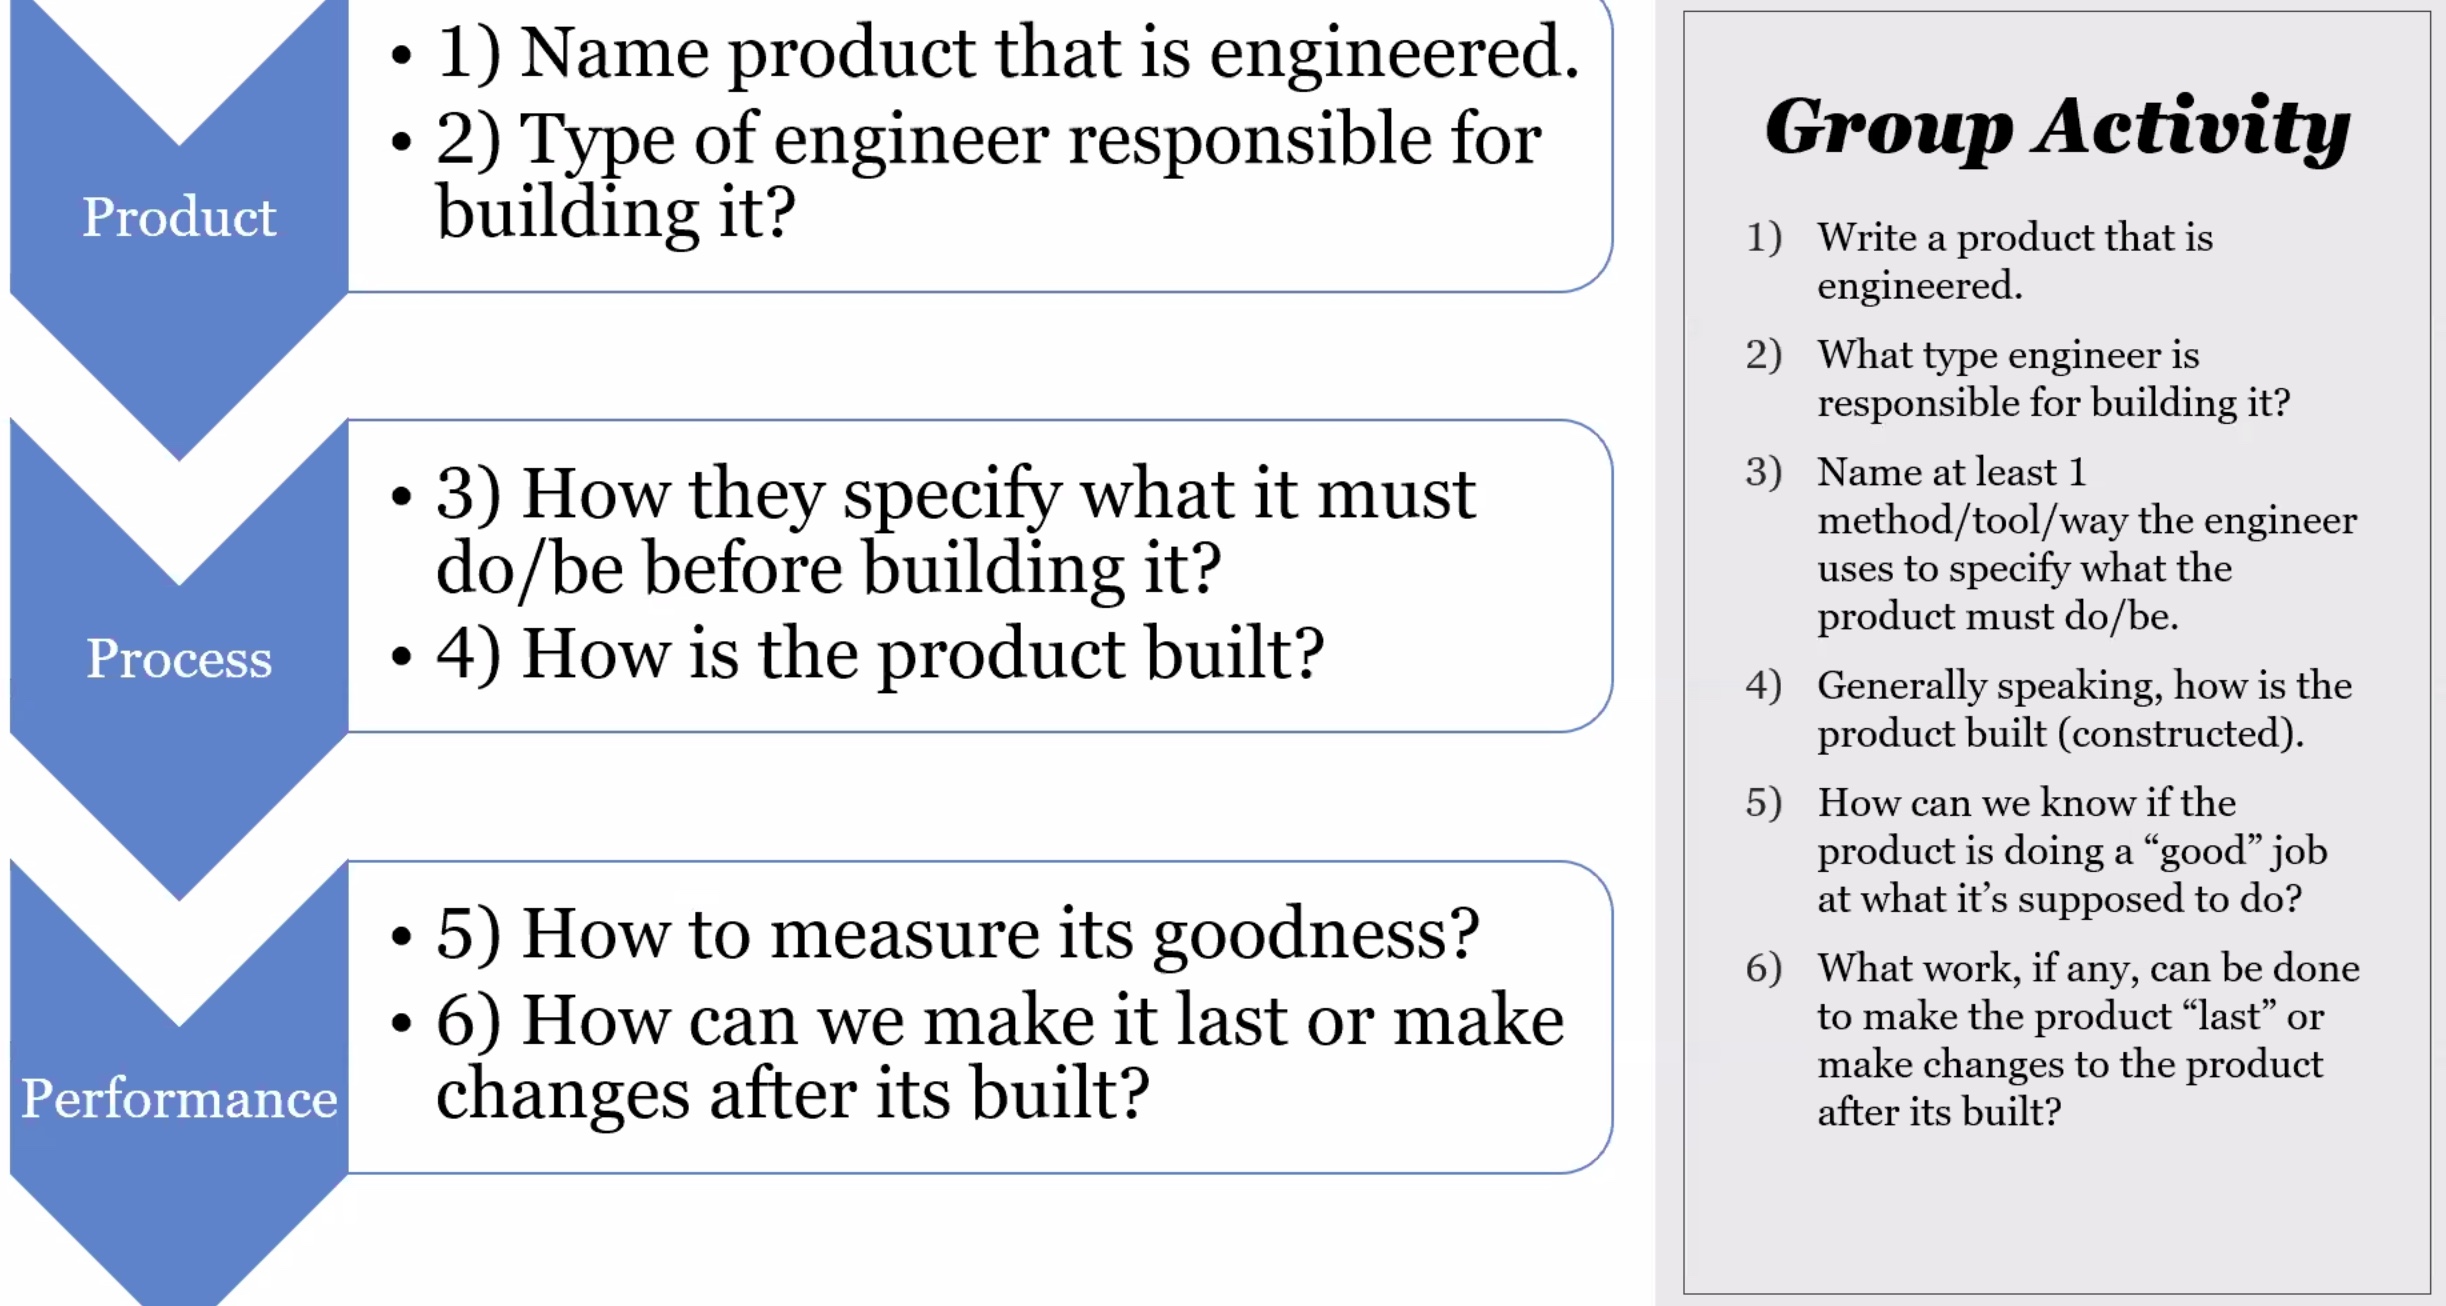 Product
• 1) Name product that is engineered.
• 2) Type of engineer responsible for
building it?
Process
• 3) How they specify what it must
do/be before building it?
• 4) How is the product built?
Performance
• 5) How to measure its goodness?
• 6) How can we make it last or make
changes after its built?
Group Activity
1) Write a product that is
engineered.
2) What type engineer is
responsible for building it?
3) Name at least 1
method/tool/way the engineer
uses to specify what the
product must do/be.
4) Generally speaking, how is the
product built (constructed).
5) How can we know if the
product is doing a “good” job
at what it’s supposed to do?
6) What work, if any, can be done
to make the product “last” or
make changes to the product
after its built?